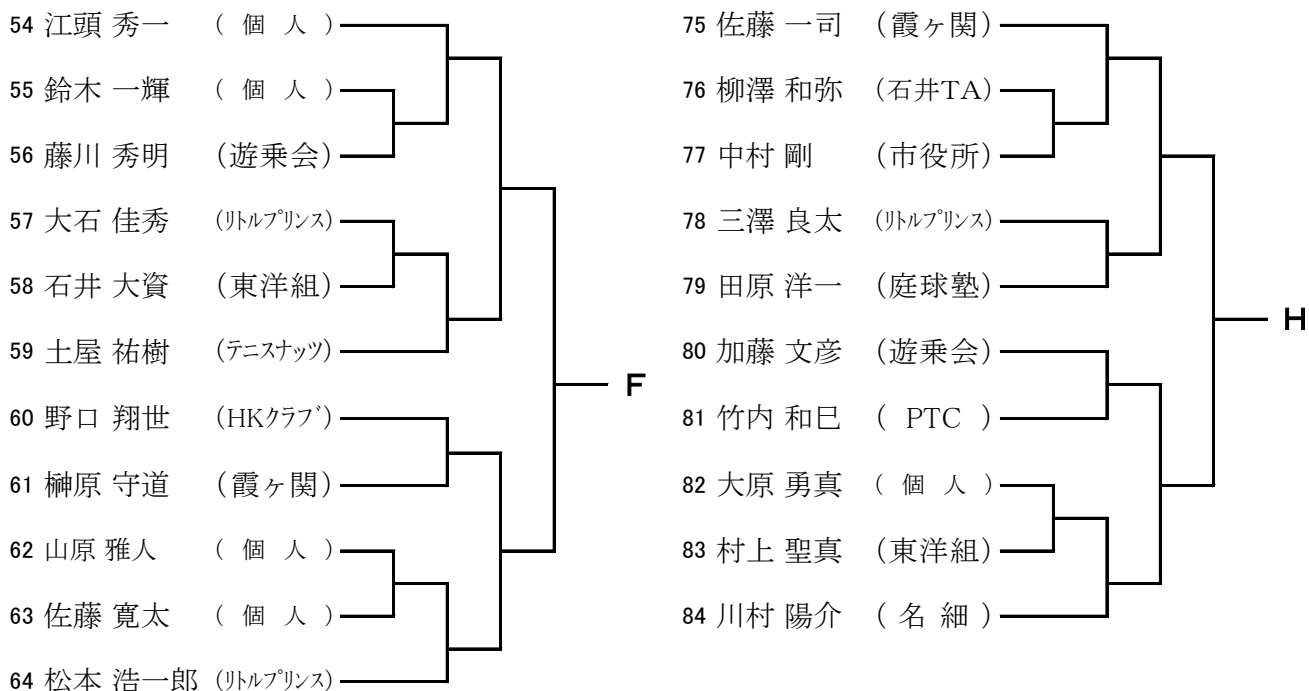 54 江頭 秀一 ( 個 人 )
55 鈴木 一輝 ( 個 人 )
56 藤川 秀明 (遊乗会)
57 大石 佳秀 (ﾘﾄﾙﾌﾟﾘﾝｽ)
58 石井 大資 (東洋組)
59 土屋 祐樹 (ﾃﾆｽﾅｯﾂ)
60 野口 翔世 (HKｸﾗﾌﾞ)
61 榊原 守道 (霞ヶ関)
62 山原 雅人 ( 個 人 )
63 佐藤 寛太 ( 個 人 )
64 松本 浩一郎 (ﾘﾄﾙﾌﾟﾘﾝｽ)
F
75 佐藤 一司 (霞ヶ関)
76 柳澤 和弥 (石井TA)
77 中村 剛 (市役所)
78 三澤 良太 (ﾘﾄﾙﾌﾟﾘﾝｽ)
79 田原 洋一 (庭球塾)
80 加藤 文彦 (遊乗会)
81 竹内 和巳 ( PTC )
82 大原 勇真 ( 個 人 )
83 村上 聖真 (東洋組)
84 川村 陽介 ( 名 細 )
H